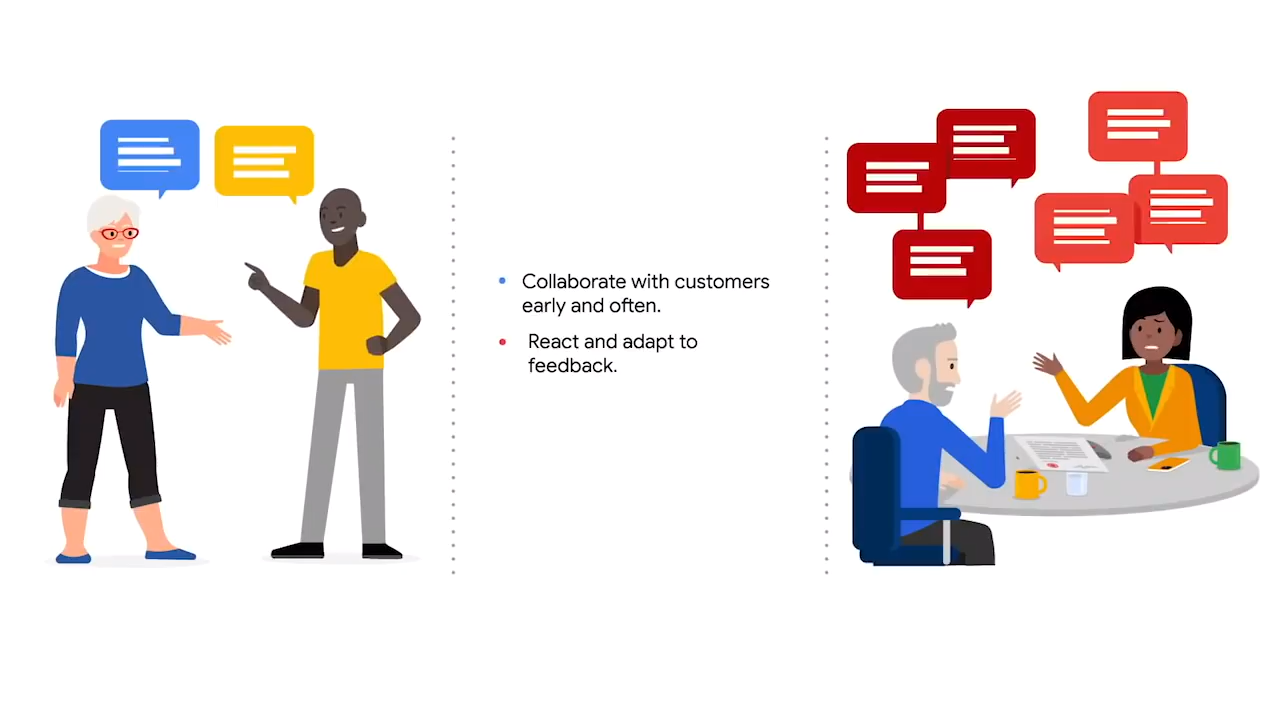 Collaborate with customers
early and often.
React and adapt to
feedback.